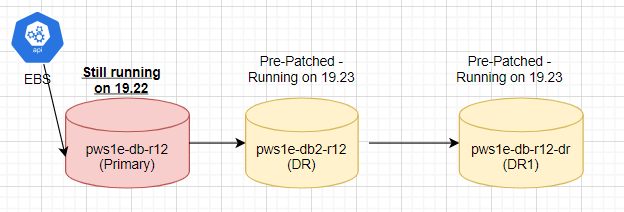 api
EBS
Still running
on 19.22
pws1e-db-r12
(Primary)
Pre-Patched -
Running on 19.23
pws1e-db2-r12
(DR)
Pre-Patched -
Running on 19.23
pws1e-db-r12-dr
(DR1)